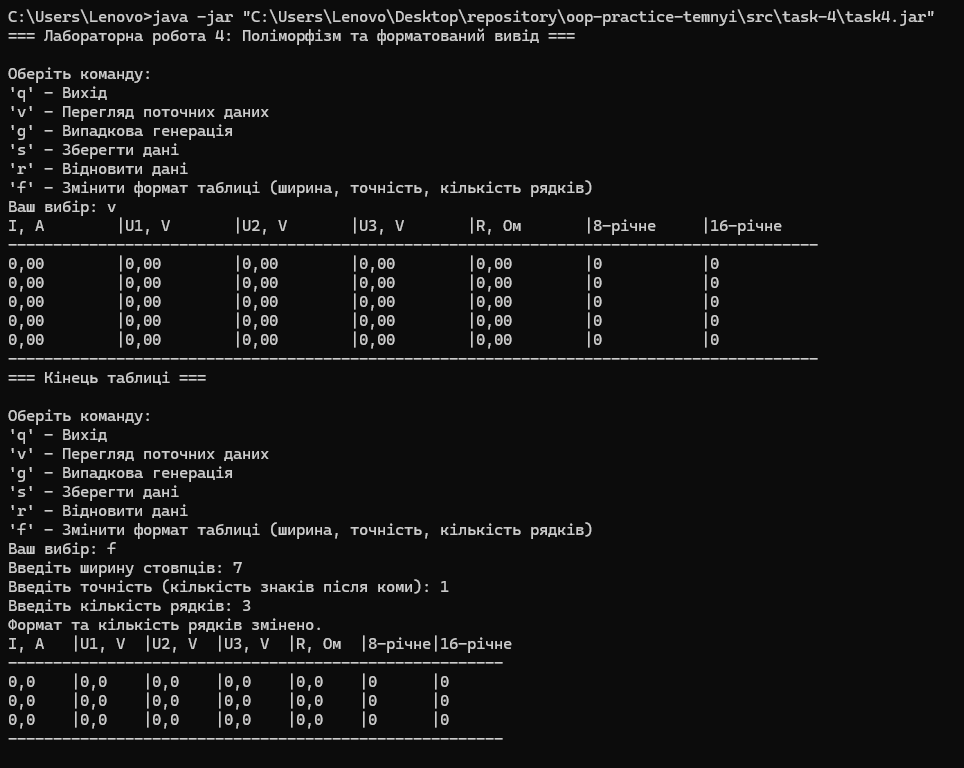 C:\Users\Lenovo>java -jar "C:\Users\Lenovo\Desktop\repository\oop-practice-temnyi\src\task-4\task4.jar"
=== Лабораторна робота 4: Поліморфізм та форматований вивід ===
Оберіть команду:
'q' - Вихід
'v' - Перегляд поточних даних
'g' - Випадкова генерація
's' - Зберегти дані
'r' - Відновити дані
'f' - Змінити формат таблиці (ширина, точність, кількість рядків)
Ваш вибір: v
I, A        |U1, V       |U2, V       |U3, V       |R, Ом       |8-річне     |16-річне
------------------------------------------------------------------------------------------
0,00        |0,00        |0,00        |0,00        |0,00        |0           |0
0,00        |0,00        |0,00        |0,00        |0,00        |0           |0
0,00        |0,00        |0,00        |0,00        |0,00        |0           |0
0,00        |0,00        |0,00        |0,00        |0,00        |0           |0
0,00        |0,00        |0,00        |0,00        |0,00        |0           |0
------------------------------------------------------------------------------------------
=== Кінець таблиці ===
Оберіть команду:
'q' - Вихід
'v' - Перегляд поточних даних
'g' - Випадкова генерація
's' - Зберегти дані
'r' - Відновити дані
'f' - Змінити формат таблиці (ширина, точність, кількість рядків)
Ваш вибір: f
Введіть ширину стовпців: 7
Введіть точність (кількість знаків після коми): 1
Введіть кількість рядків: 3
Формат та кількість рядків змінено.
I, A   |U1, V  |U2, V  |U3, V  |R, Ом  |8-річне|16-річне
-------------------------------------------------------
0,0    |0,0    |0,0    |0,0    |0,0    |0      |0
0,0    |0,0    |0,0    |0,0    |0,0    |0      |0
0,0    |0,0    |0,0    |0,0    |0,0    |0      |0
-------------------------------------------------------